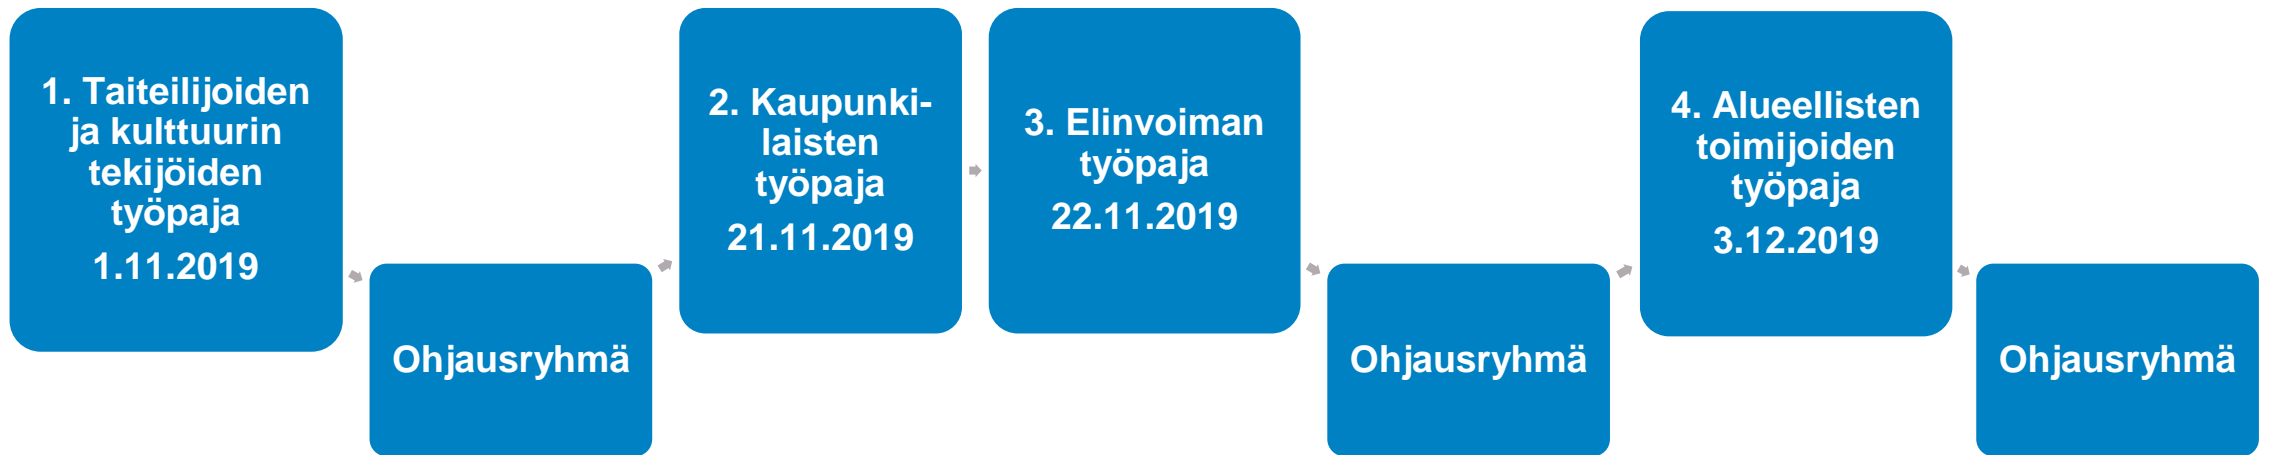 1. Taiteilijoiden
ja kulttuurin
tekijöiden
työpaja
1.11.2019
Ohjausryhmä
2. Kaupunki-
laisten
työpaja
21.11.2019
3. Elinvoiman
työpaja
22.11.2019
Ohjausryhmä
4. Alueellisten
toimijoiden
työpaja
3.12.2019
Ohjausryhmä